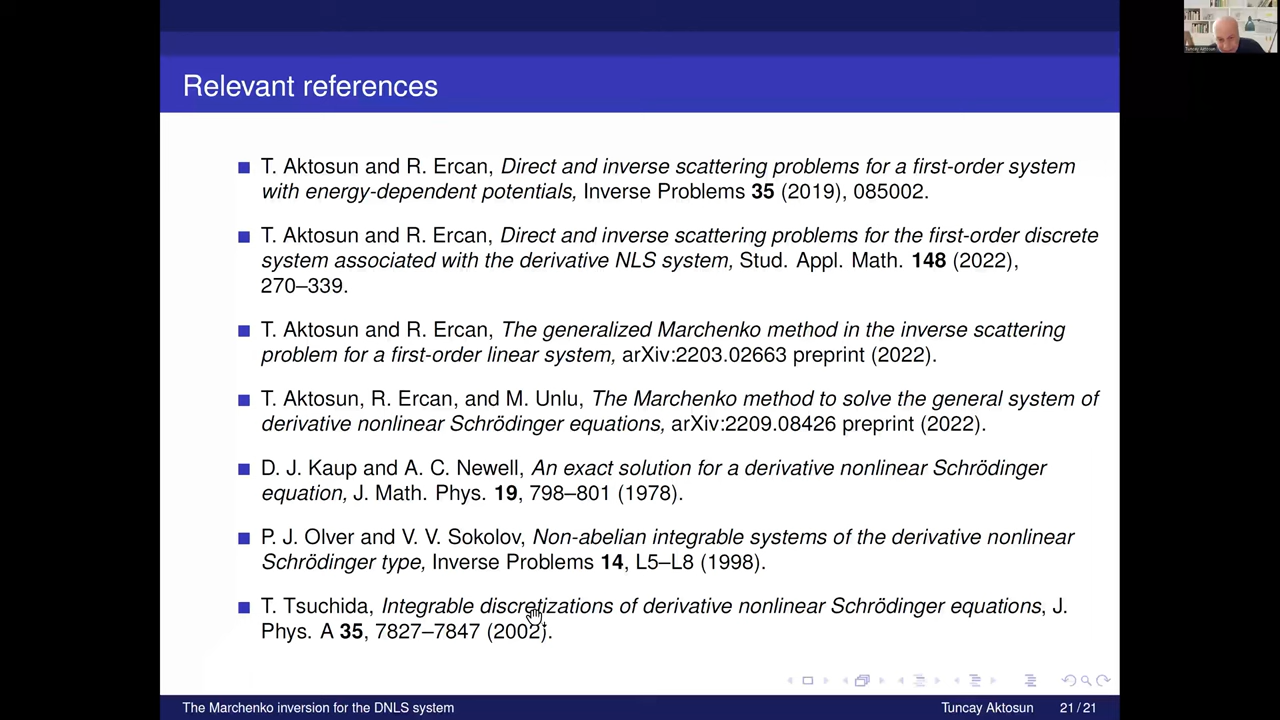 Tuncay Aktosun
Relevant references
T. Aktosun and R. Ercan, Direct and inverse scattering problems for a first-order system
with energy-dependent potentials, Inverse Problems 35 (2019), 085002.
T. Aktosun and R. Ercan, Direct and inverse scattering problems for the first-order discrete
system associated with the derivative NLS system, Stud. Appl. Math. 148 (2022),
270–339.
T. Aktosun and R. Ercan, The generalized Marchenko method in the inverse scattering
problem for a first-order linear system, arXiv:2203.02663 preprint (2022).
T. Aktosun, R. Ercan, and M. Unlu, The Marchenko method to solve the general system of
derivative nonlinear Schrödinger equations, arXiv:2209.08426 preprint (2022).
D. J. Kaup and A. C. Newell, An exact solution for a derivative nonlinear Schrödinger
equation, J. Math. Phys. 19, 798–801 (1978).
P. J. Olver and V. V. Sokolov, Non-abelian integrable systems of the derivative nonlinear
Schrödinger type, Inverse Problems 14, L5–L8 (1998).
T. Tsuchida, Integrable discretizations of derivative nonlinear Schrödinger equations, J.
Phys. A 35, 7827–7847 (2002).
The Marchenko inversion for the DNLS system
Tuncay Aktosun
21 / 21